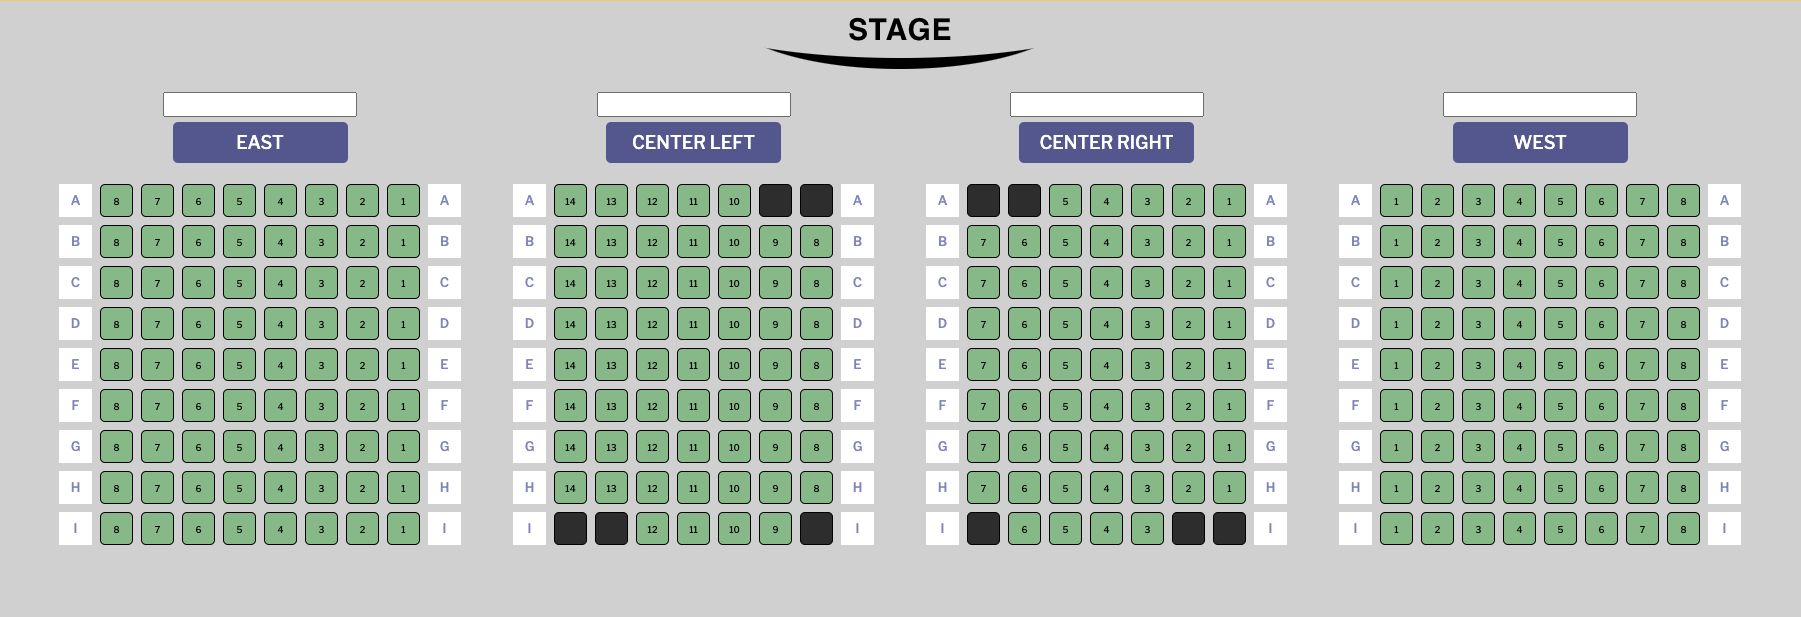 STAGE
EAST CENTER LEFT CENTER RIGHT WEST
A 8 7 6 5 4 3 2 1 A A 14 13 12 11 10 A A 5 4 3 2 1 A A 1 2 3 4 5 6 7 8 A
B 8 7 6 5 4 3 2 1 B B 14 13 12 11 10 9 8 B B 7 6 5 4 3 2 1 B B 1 2 3 4 5 6 7 8 B
C 8 7 6 5 4 3 2 1 C C 14 13 12 11 10 9 8 C C 7 6 5 4 3 2 1 C C 1 2 3 4 5 6 7 8 C
D 8 7 6 5 4 3 2 1 D D 14 13 12 11 10 9 8 D D 7 6 5 4 3 2 1 D D 1 2 3 4 5 6 7 8 D
E 8 7 6 5 4 3 2 1 E E 14 13 12 11 10 9 8 E E 7 6 5 4 3 2 1 E E 1 2 3 4 5 6 7 8 E
F 8 7 6 5 4 3 2 1 F F 14 13 12 11 10 9 8 F F 7 6 5 4 3 2 1 F F 1 2 3 4 5 6 7 8 F
G 8 7 6 5 4 3 2 1 G G 14 13 12 11 10 9 8 G G 7 6 5 4 3 2 1 G G 1 2 3 4 5 6 7 8 G
H 8 7 6 5 4 3 2 1 H H 14 13 12 11 10 9 8 H H 7 6 5 4 3 2 1 H H 1 2 3 4 5 6 7 8 H
I 8 7 6 5 4 3 2 1 I I 12 11 10 9 I I 6 5 4 3 I I 1 2 3 4 5 6 7 8 I